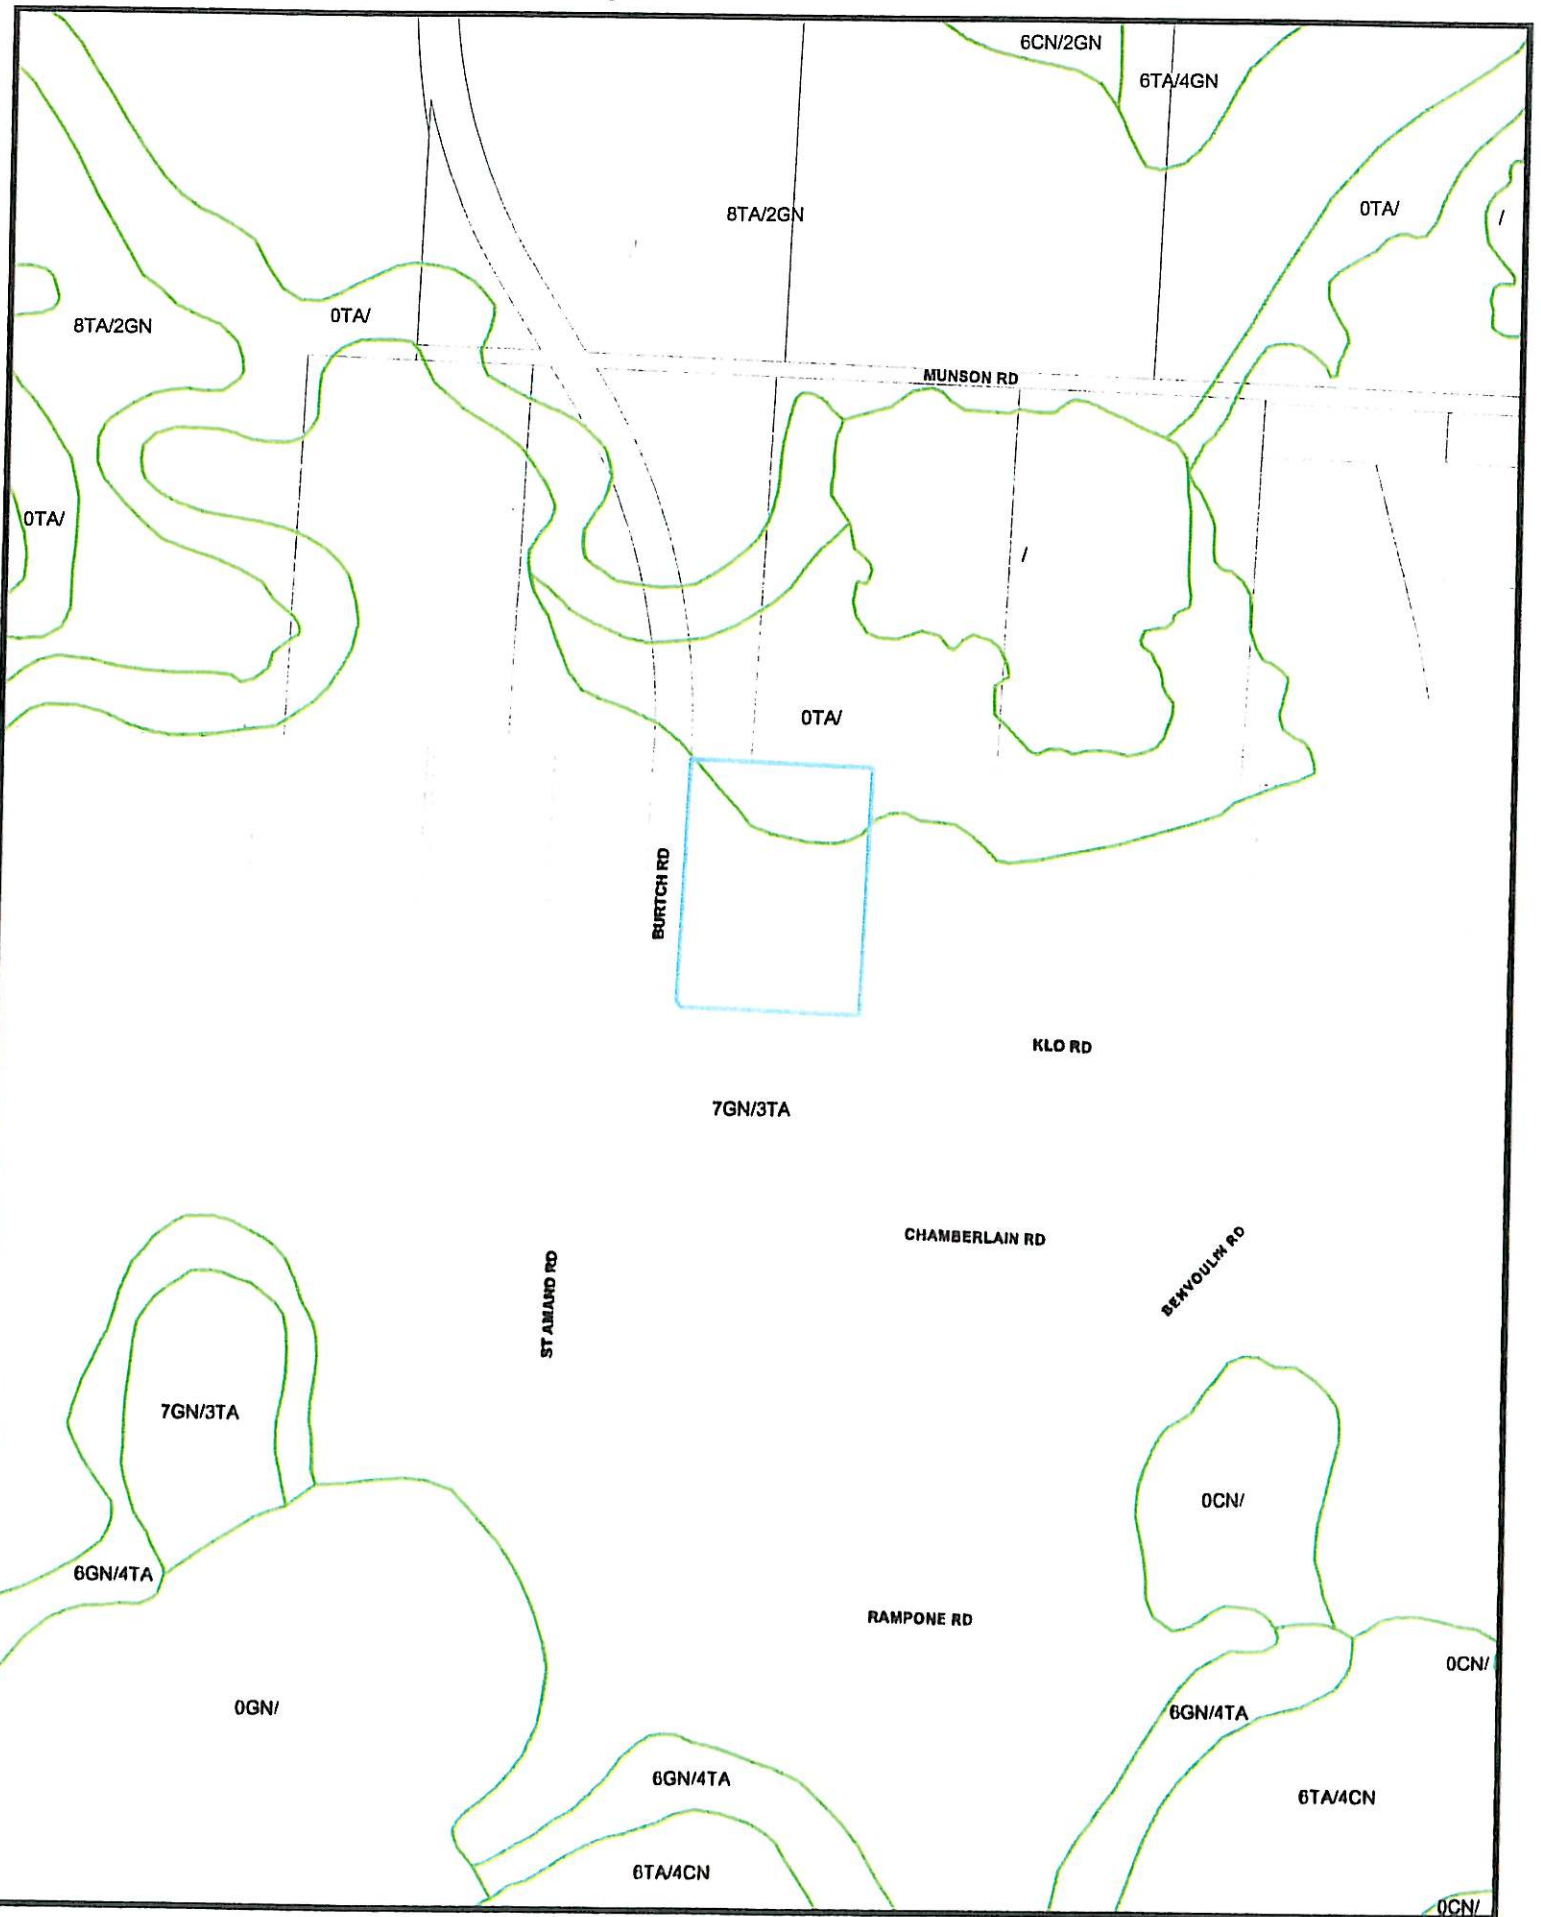 6CN/2GN
6TA/4GN
8TA/2GN
0TA/
/
0TA/
8TA/2GN
MUNSON RD
0TA/
/
0TA/
BURTCH RD
KLO RD
7GN/3TA
CHAMBERLAIN RD
BENVOULIN RD
ST AMAND RD
7GN/3TA
0CN/
6GN/4TA
RAMPONE RD
0CN/
0GN/
6GN/4TA
6GN/4TA
6TA/4CN
6TA/4CN
0CN/